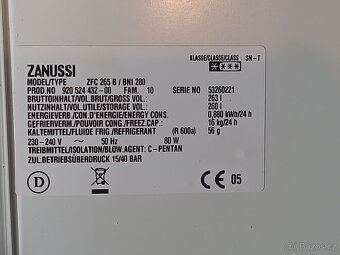 KLASSE/CLASSE/CLASS SN-T
ZANUSSI
MODEL/TYPE ZFC 265 B / BNI 280
PROD.NO 920 524 432-00 FAM. 10 SERIE NO 53260221
BRUTTOINHALT/VOL.BRUT/GROSS VOL.: 263 l
NUTZINHALT/VOL.UTILE/STORAGE VOL.: 260 l
ENERGIEVERB./CON.D'ENERGIE/ENERGY CONS.: 0,880 kWh/24 h
GEFRIERVERM./POUVOIR CONG./FREEZ.CAP.: 16 kg/24 h
KÄLTEMITTEL/FLUIDE FRIG./REFRIGERANT (R 600a) 56 g
230-240 V ~ 50 Hz 80 W
TREIBMITTEL/ISOLATION/BLOW.AGENT: C-PENTAN
ZUL.BETRIEBSÜBERDRUCK 15/40 BAR
D CE 05